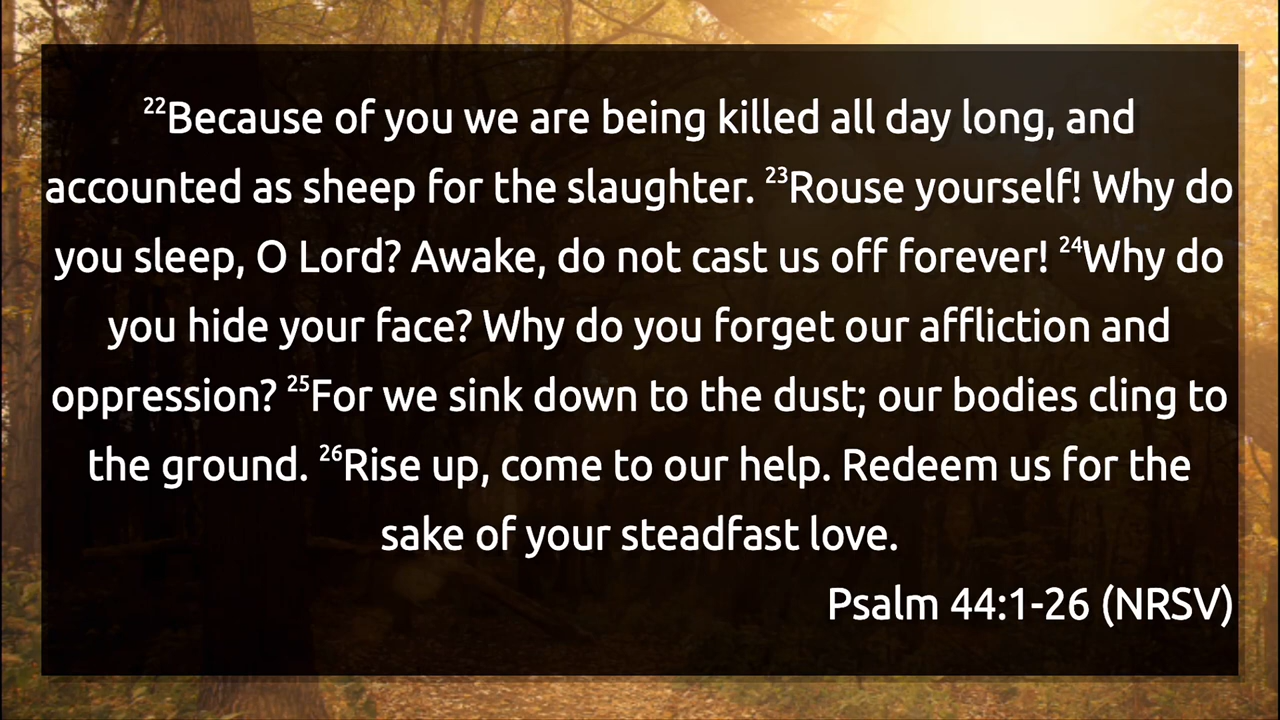 ²²Because of you we are being killed all day long, and
accounted as sheep for the slaughter. ²³Rouse yourself! Why do
you sleep, O Lord? Awake, do not cast us off forever! ²⁴Why do
you hide your face? Why do you forget our affliction and
oppression? ²⁵For we sink down to the dust; our bodies cling to
the ground. ²⁶Rise up, come to our help. Redeem us for the
sake of your steadfast love.
Psalm 44:1-26 (NRSV)